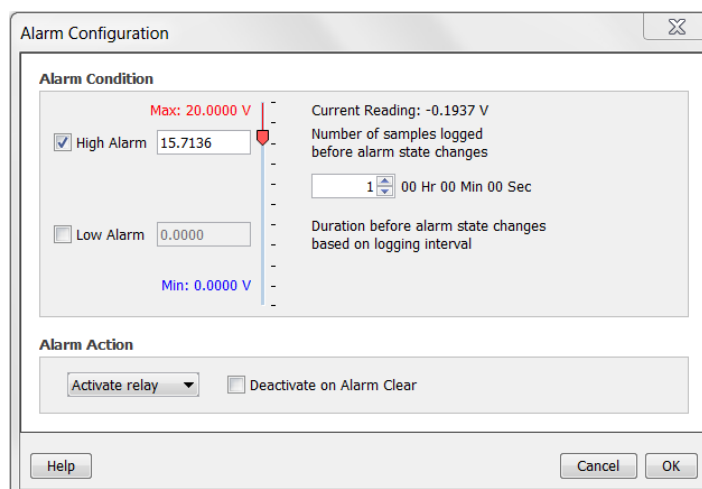 Alarm Configuration
Alarm Condition
Max: 20.0000 V
Current Reading: -0.1937 V
High Alarm 15.7136
Number of samples logged
before alarm state changes
1 00 Hr 00 Min 00 Sec
Low Alarm 0.0000
Duration before alarm state changes
based on logging interval
Min: 0.0000 V
Alarm Action
Activate relay
Deactivate on Alarm Clear
Help
Cancel
OK